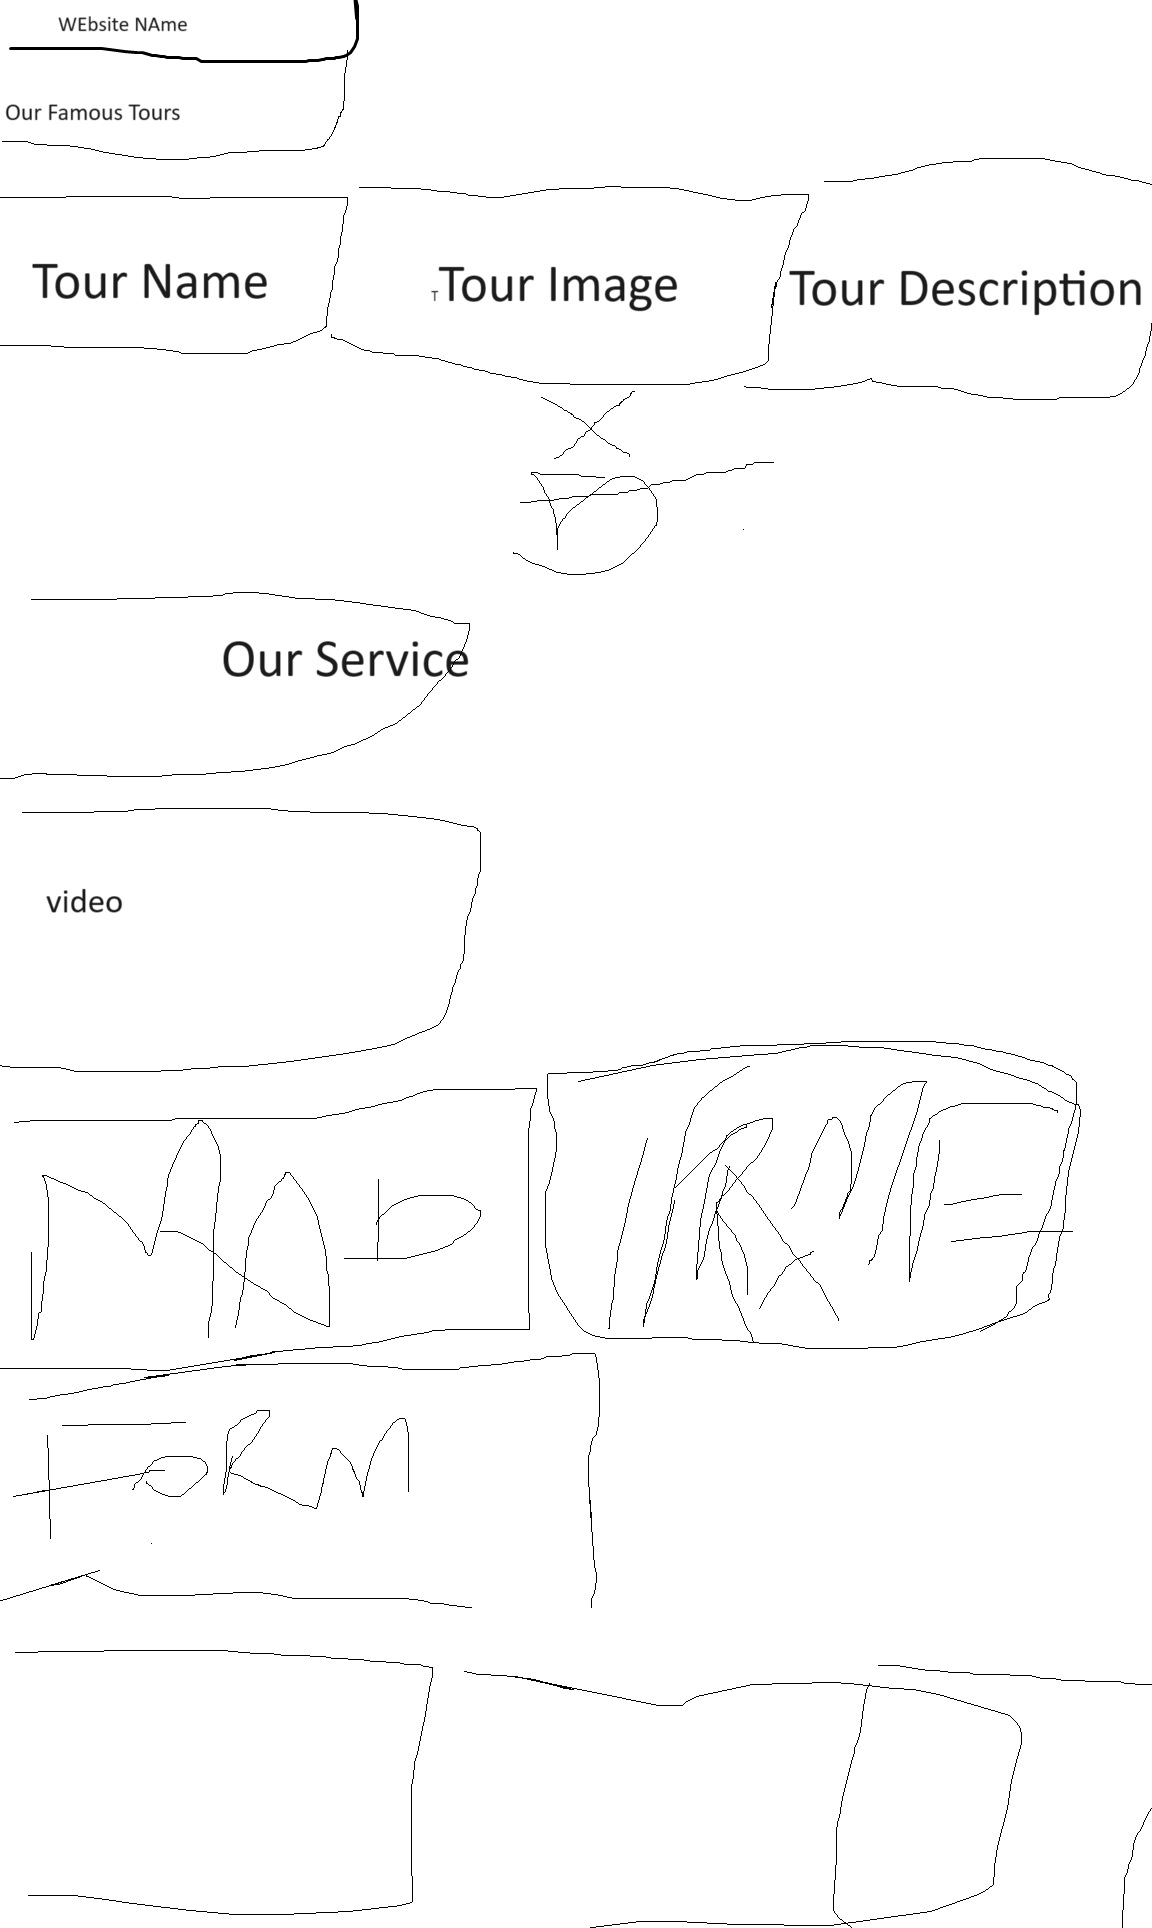 WEbsite NAme
Our Famous Tours
Tour Name
T Tour Image
Tour Description
Our Service
video
MAP
FORM